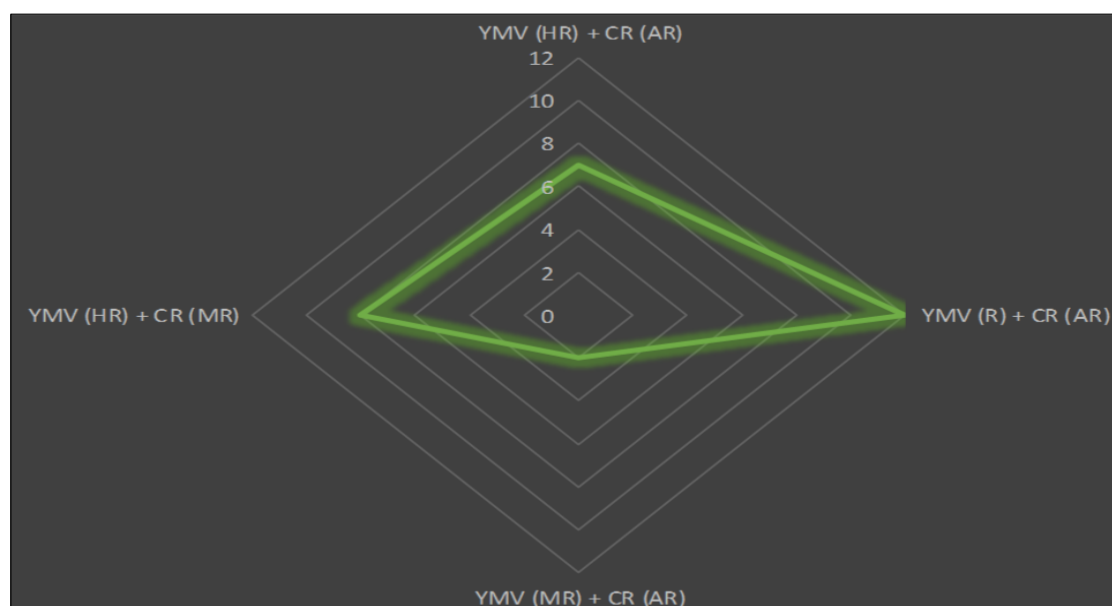 YMV (HR) + CR (AR)
12
10
8
6
4
2
0
YMV (HR) + CR (MR)
YMV (R) + CR (AR)
YMV (MR) + CR (AR)